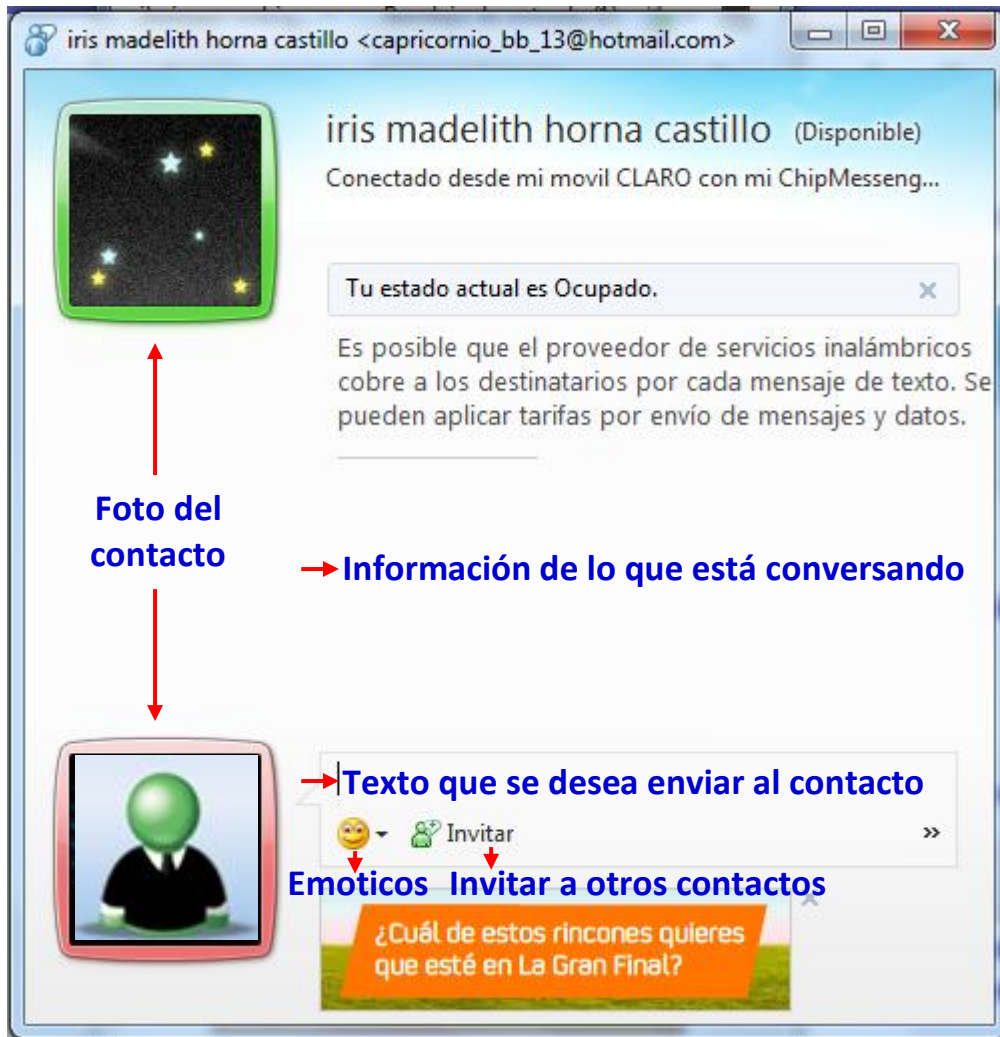 iris madelith horna castillo <capricornio_bb_13@hotmail.com>
iris madelith horna castillo (Disponible)
Conectado desde mi movil CLARO con mi ChipMesseng...
Tu estado actual es Ocupado.
Es posible que el proveedor de servicios inalámbricos
cobre a los destinatarios por cada mensaje de texto. Se
pueden aplicar tarifas por envío de mensajes y datos.
Foto del
contacto
Información de lo que está conversando
Texto que se desea enviar al contacto
Invitar
Emoticos Invitar a otros contactos
¿Cuál de estos rincones quieres
que esté en La Gran Final?